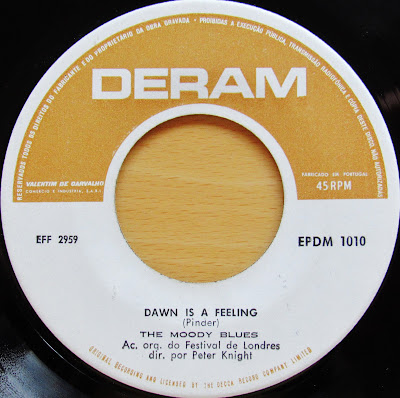 RESERVADOS TODOS OS DIREITOS DO FABRICANTE E DO PROPRIETÁRIO DA OBRA GRAVADA • PROIBIDAS A EXECUÇÃO PÚBLICA, TRANSMISSÃO RADIOFÓNICA E CÓPIA DESTE DISCO, NÃO AUTORIZADAS
DERAM
FABRICADO EM PORTUGAL
VALENTIM DE CARVALHO
COMÉRCIO E INDÚSTRIA, S.A.R.L.
45 RPM
EFF 2959
EPDM 1010
DAWN IS A FEELING
(Pinder)
THE MOODY BLUES
Ac. orq. do Festival de Londres
dir. por Peter Knight
ORIGINAL RECORDING AND LICENSED BY THE DECCA RECORD COMPANY LIMITED